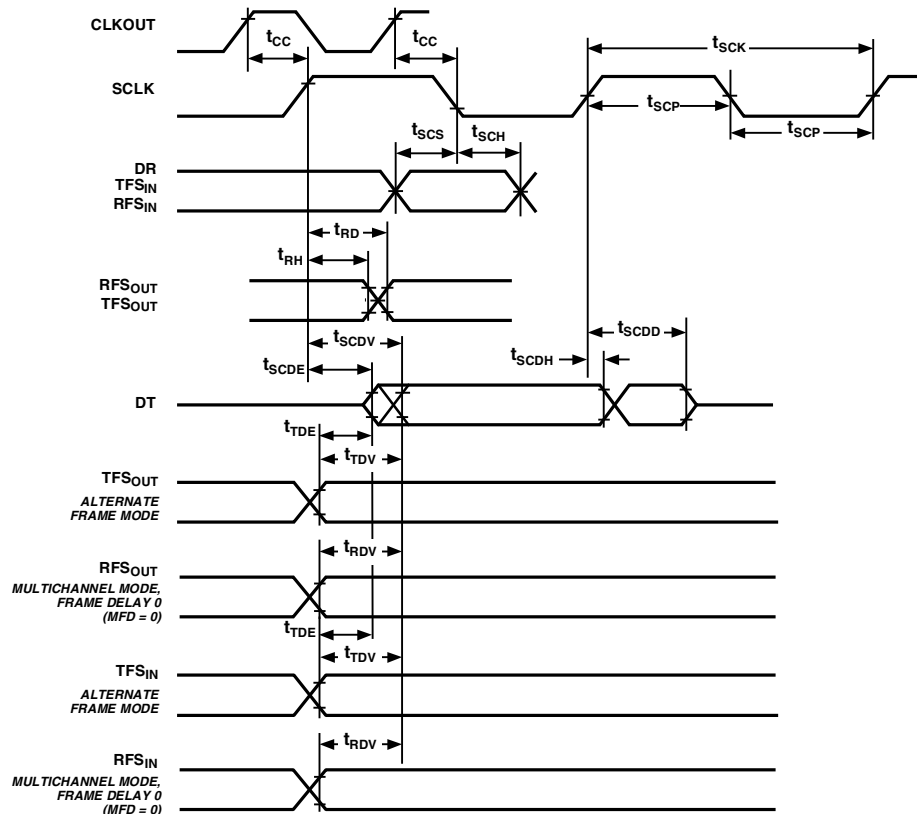 CLKOUT
tCC
tCC
tSCK
SCLK
tSCP
tSCP
tSCS
tSCH
DR
TFSIN
RFSIN
tRD
tRH
RFSOUT
TFSOUT
tSCDV
tSCDD
tSCDE
tSCDH
DT
tTDE
tTDV
TFSOUT
ALTERNATE
FRAME MODE
tRDV
RFSOUT
MULTICHANNEL MODE,
FRAME DELAY 0
(MFD = 0)
tTDE
tTDV
TFSIN
ALTERNATE
FRAME MODE
tRDV
RFSIN
MULTICHANNEL MODE,
FRAME DELAY 0
(MFD = 0)